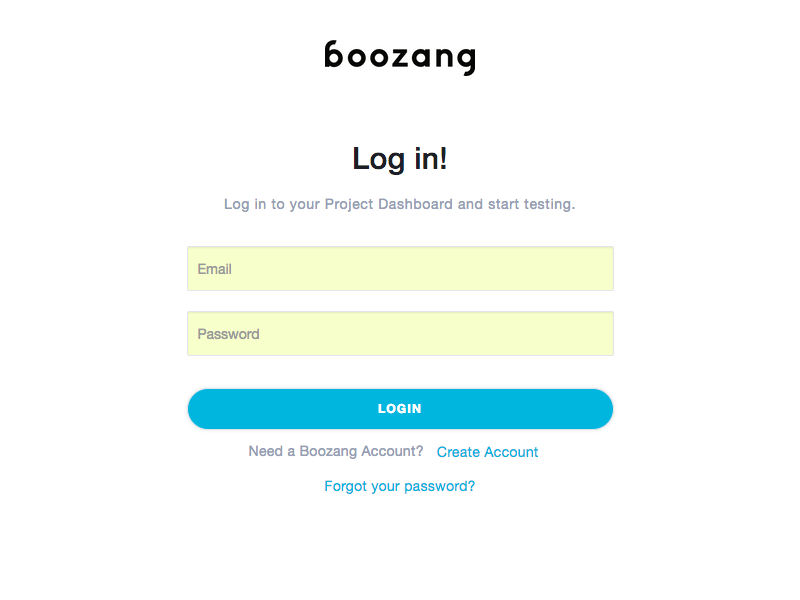 boozang
Log in!
Log in to your Project Dashboard and start testing.
Email
Password
LOGIN
Need a Boozang Account? Create Account
Forgot your password?